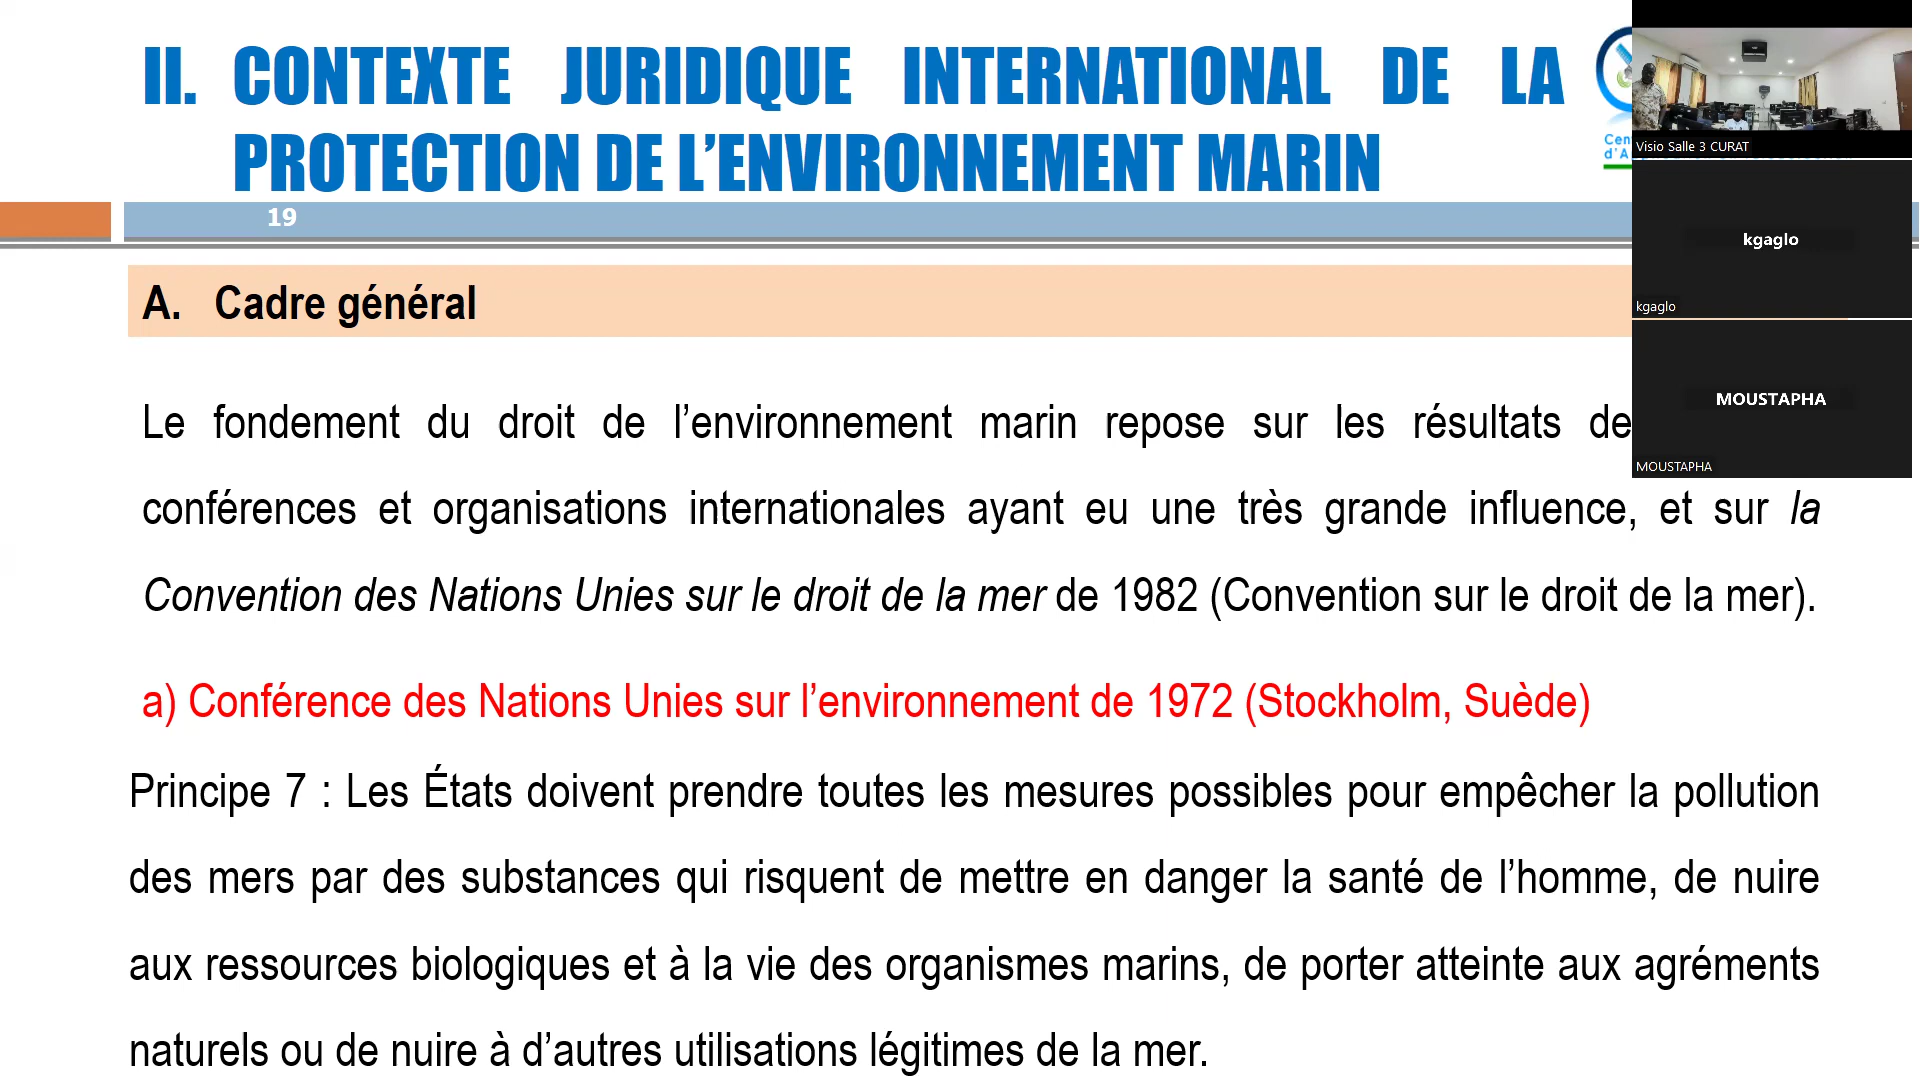 II. CONTEXTE JURIDIQUE INTERNATIONAL DE LA
PROTECTION DE L’ENVIRONNEMENT MARIN
19
A. Cadre général
Le fondement du droit de l’environnement marin repose sur les résultats de
conférences et organisations internationales ayant eu une très grande influence, et sur la
Convention des Nations Unies sur le droit de la mer de 1982 (Convention sur le droit de la mer).
a) Conférence des Nations Unies sur l’environnement de 1972 (Stockholm, Suède)
Principe 7 : Les États doivent prendre toutes les mesures possibles pour empêcher la pollution
des mers par des substances qui risquent de mettre en danger la santé de l’homme, de nuire
aux ressources biologiques et à la vie des organismes marins, de porter atteinte aux agréments
naturels ou de nuire à d’autres utilisations légitimes de la mer.
Visio Salle 3 CURAT
kgaglo
kgaglo
MOUSTAPHA
MOUSTAPHA